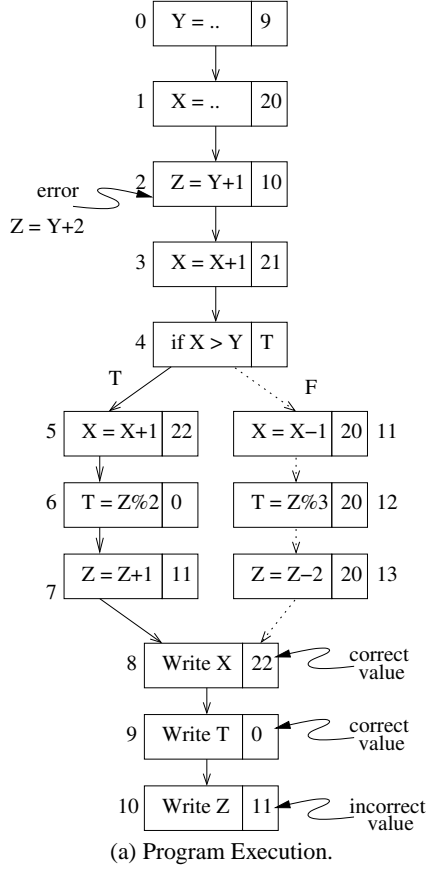 0 Y = .. 9
1 X = .. 20
2 Z = Y+1 10
error
Z = Y+2
3 X = X+1 21
4 if X > Y T
T F
5 X = X+1 22 X = X−1 20 11
6 T = Z%2 0 T = Z%3 20 12
7 Z = Z+1 11 Z = Z−2 20 13
8 Write X 22 correct
value
9 Write T 0 correct
value
10 Write Z 11 incorrect
value
(a) Program Execution.